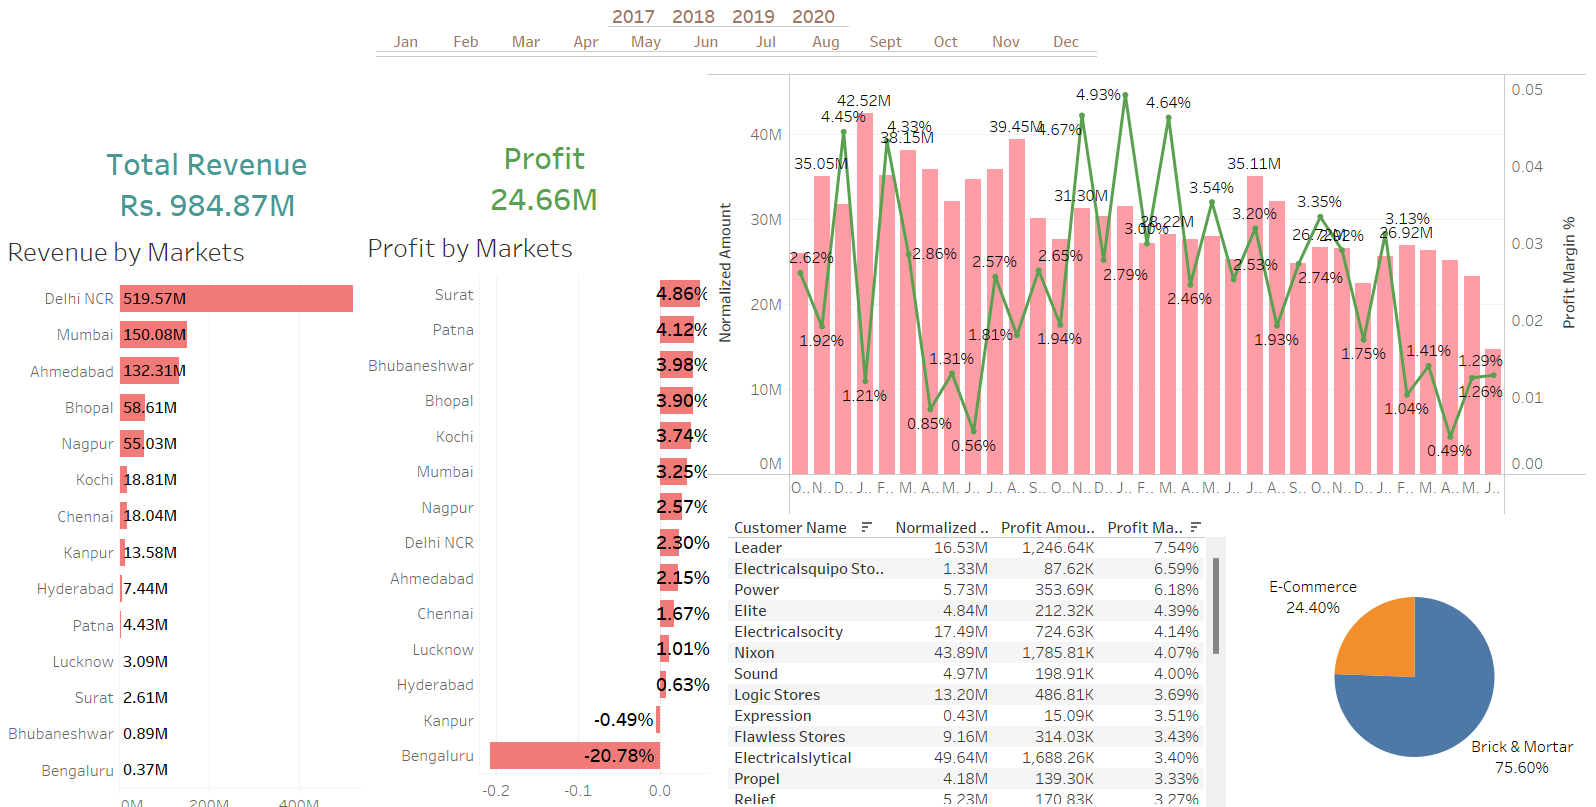 2017 2018 2019 2020
Jan Feb Mar Apr May Jun Jul Aug Sept Oct Nov Dec
Total Revenue
Rs. 984.87M
Profit
24.66M
Revenue by Markets
Delhi NCR 519.57M
Mumbai 150.08M
Ahmedabad 132.31M
Bhopal 58.61M
Nagpur 55.03M
Kochi 18.81M
Chennai 18.04M
Kanpur 13.58M
Hyderabad 7.44M
Patna 4.43M
Lucknow 3.09M
Surat 2.61M
Bhubaneshwar 0.89M
Bengaluru 0.37M
0M 200M 400M
Profit by Markets
Surat 4.86%
Patna 4.12%
Bhubaneshwar 3.98%
Bhopal 3.90%
Kochi 3.74%
Mumbai 3.25%
Nagpur 2.57%
Delhi NCR 2.30%
Ahmedabad 2.15%
Chennai 1.67%
Lucknow 1.01%
Hyderabad 0.63%
Kanpur -0.49%
Bengaluru -20.78%
-0.2 -0.1 0.0
Normalized Amount
40M
30M
20M
10M
0M
35.05M
42.52M
38.15M
39.45M
31.30M
28.22M
35.11M
26.92M
2.62%
1.92%
4.45%
1.21%
4.33%
2.86%
0.85%
1.31%
0.56%
2.57%
1.81%
2.65%
1.94%
4.67%
2.79%
4.93%
3.00%
4.64%
2.46%
3.54%
2.53%
3.20%
1.93%
2.74%
3.35%
1.75%
3.13%
1.04%
1.41%
0.49%
1.26%
1.29%
0.05
0.04
0.03
0.02
0.01
0.00
Profit Margin %
O.. N.. D.. J.. F.. M. A.. M. J.. J.. A.. S.. O.. N.. D.. J.. F.. M. A.. M. J.. J.. A.. S.. O.. N.. D.. J.. F.. M. A.. M. J..
Customer Name Normalized .. Profit Amou.. Profit Ma..
Leader 16.53M 1,246.64K 7.54%
Electricalsquipo Sto.. 1.33M 87.62K 6.59%
Power 5.73M 353.69K 6.18%
Elite 4.84M 212.32K 4.39%
Electricalsocity 17.49M 724.63K 4.14%
Nixon 43.89M 1,785.81K 4.07%
Sound 4.97M 198.91K 4.00%
Logic Stores 13.20M 486.81K 3.69%
Expression 0.43M 15.09K 3.51%
Flawless Stores 9.16M 314.03K 3.43%
Electricalslytical 49.64M 1,688.26K 3.40%
Propel 4.18M 139.30K 3.33%
Relief 5.23M 170.83K 3.27%
E-Commerce
24.40%
Brick & Mortar
75.60%